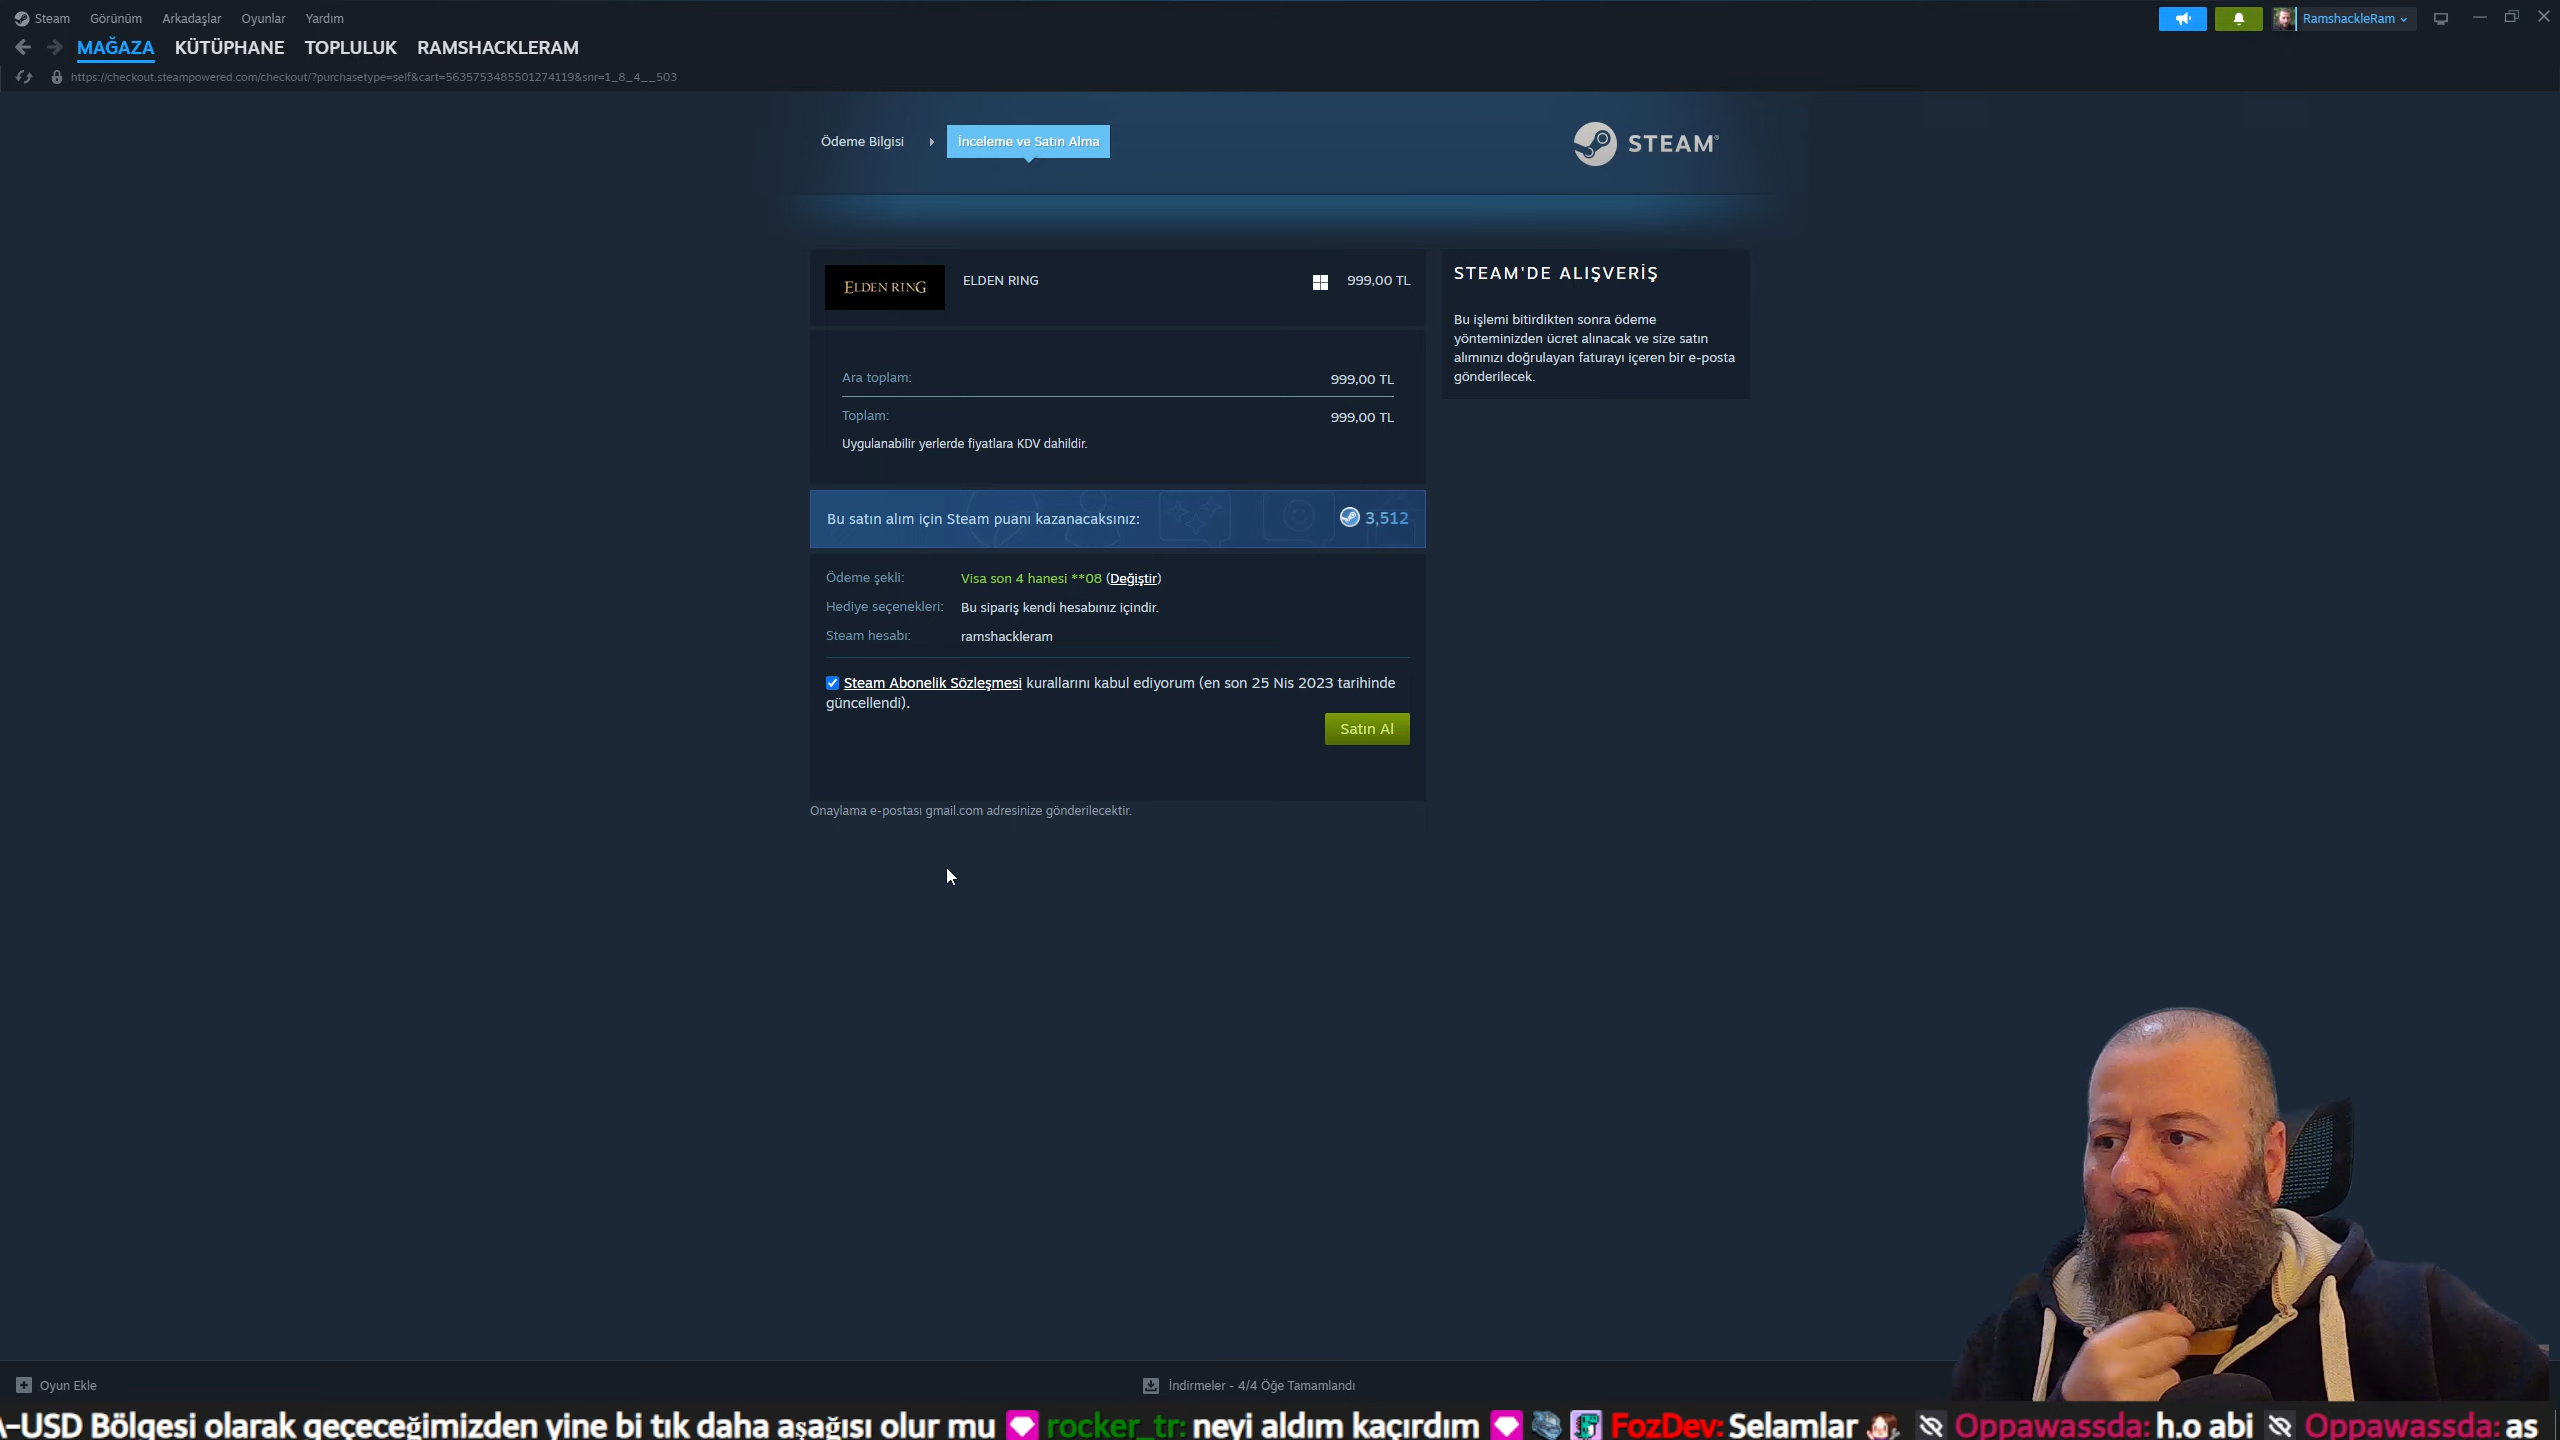 Steam Görünüm Arkadaşlar Oyunlar Yardım
RamshackleRam
MAĞAZA KÜTÜPHANE TOPLULUK RAMSHACKLERAM
https://checkout.steampowered.com/checkout/?purchasetype=self&cart=5635753485501274119&snr=1_8_4__503
Ödeme Bilgisi
İnceleme ve Satın Alma
STEAM®
ELDEN RING
ELDEN RING
999,00 TL
Ara toplam: 999,00 TL
Toplam: 999,00 TL
Uygulanabilir yerlerde fiyatlara KDV dahildir.
STEAM'DE ALIŞVERİŞ
Bu işlemi bitirdikten sonra ödeme
yönteminizden ücret alınacak ve size satın
alımınızı doğrulayan faturayı içeren bir e-posta
gönderilecek.
Bu satın alım için Steam puanı kazanacaksınız: 3,512
Ödeme şekli: Visa son 4 hanesi **08 (Değiştir)
Hediye seçenekleri: Bu sipariş kendi hesabınız içindir.
Steam hesabı: ramshackleram
Steam Abonelik Sözleşmesi kurallarını kabul ediyorum (en son 25 Nis 2023 tarihinde
güncellendi).
Satın Al
Onaylama e-postası gmail.com adresinize gönderilecektir.
Oyun Ekle
İndirmeler - 4/4 Öğe Tamamlandı
A-USD Bölgesi olarak geçeceğimizden yine bi tık daha aşağısı olur mu rocker_tr: neyi aldım kaçırdım FozDev: Selamlar Oppawassda: h.o abi Oppawassda: as